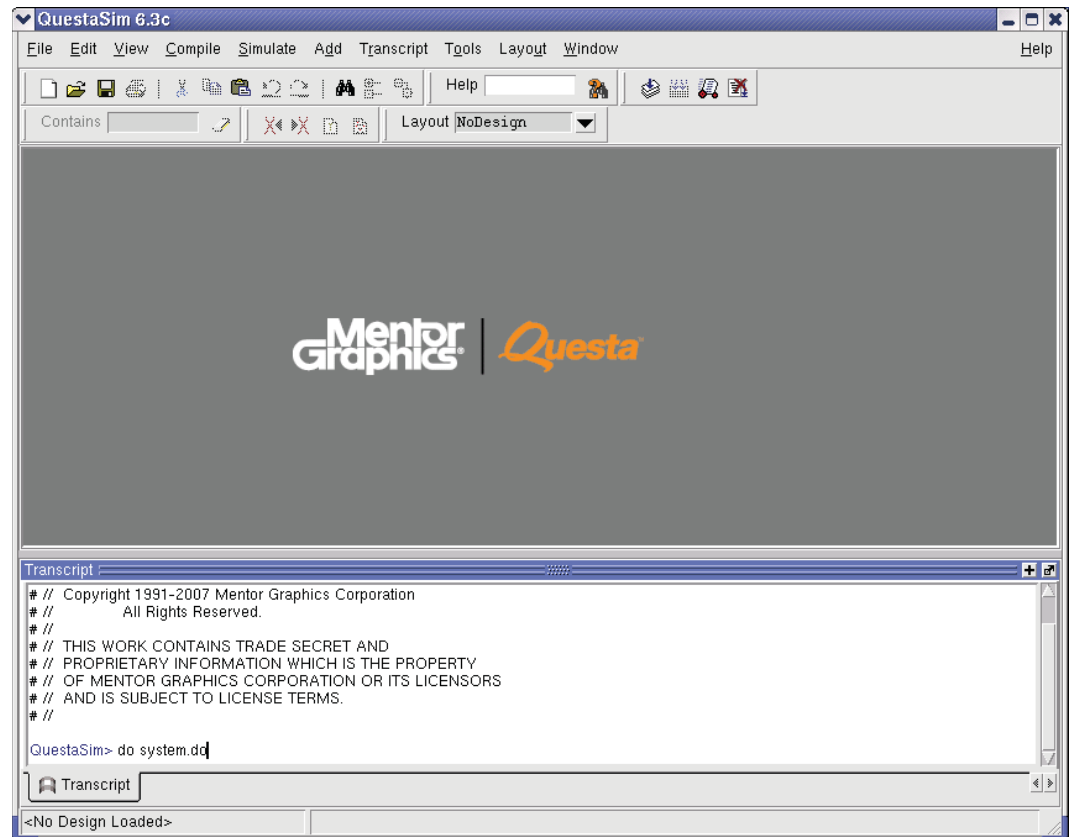 QuestaSim 6.3c
File Edit View Compile Simulate Add Transcript Tools Layout Window Help
Help
Contains Layout NoDesign
Mentor Graphics® Questa
Transcript
# // Copyright 1991-2007 Mentor Graphics Corporation
# // All Rights Reserved.
# //
# // THIS WORK CONTAINS TRADE SECRET AND
# // PROPRIETARY INFORMATION WHICH IS THE PROPERTY
# // OF MENTOR GRAPHICS CORPORATION OR ITS LICENSORS
# // AND IS SUBJECT TO LICENSE TERMS.
# //
QuestaSim> do system.do
Transcript
<No Design Loaded>